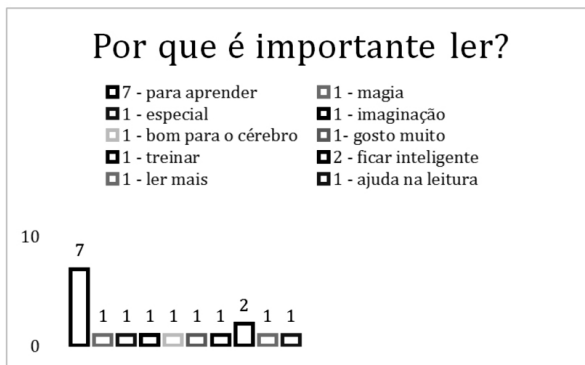 Por que é importante ler?
7 - para aprender
1 - magia
1 - especial
1 - imaginação
1 - bom para o cérebro
1- gosto muito
1 - treinar
2 - ficar inteligente
1 - ler mais
1 - ajuda na leitura
10
7
1 1 1 1 1 1 2 1 1
0